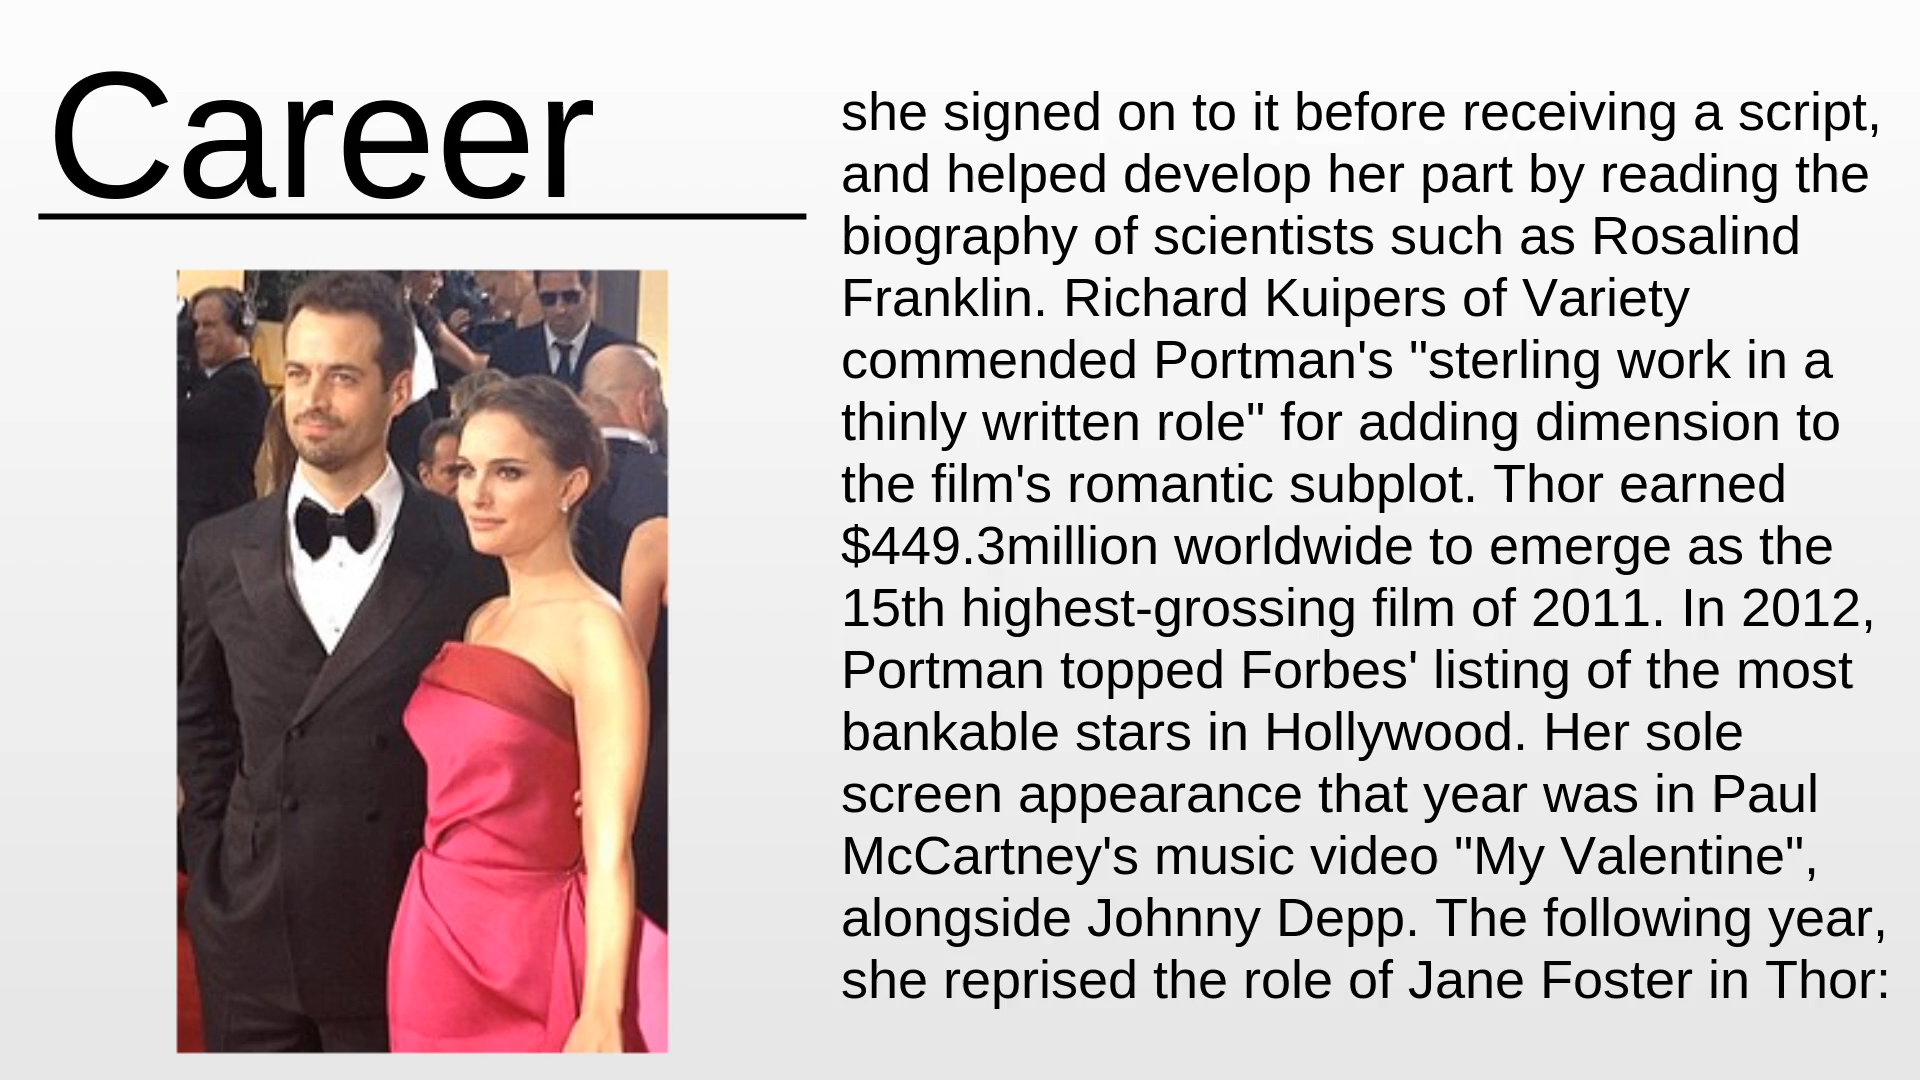 Career
she signed on to it before receiving a script,
and helped develop her part by reading the
biography of scientists such as Rosalind
Franklin. Richard Kuipers of Variety
commended Portman's "sterling work in a
thinly written role" for adding dimension to
the film's romantic subplot. Thor earned
$449.3million worldwide to emerge as the
15th highest-grossing film of 2011. In 2012,
Portman topped Forbes' listing of the most
bankable stars in Hollywood. Her sole
screen appearance that year was in Paul
McCartney's music video "My Valentine",
alongside Johnny Depp. The following year,
she reprised the role of Jane Foster in Thor: